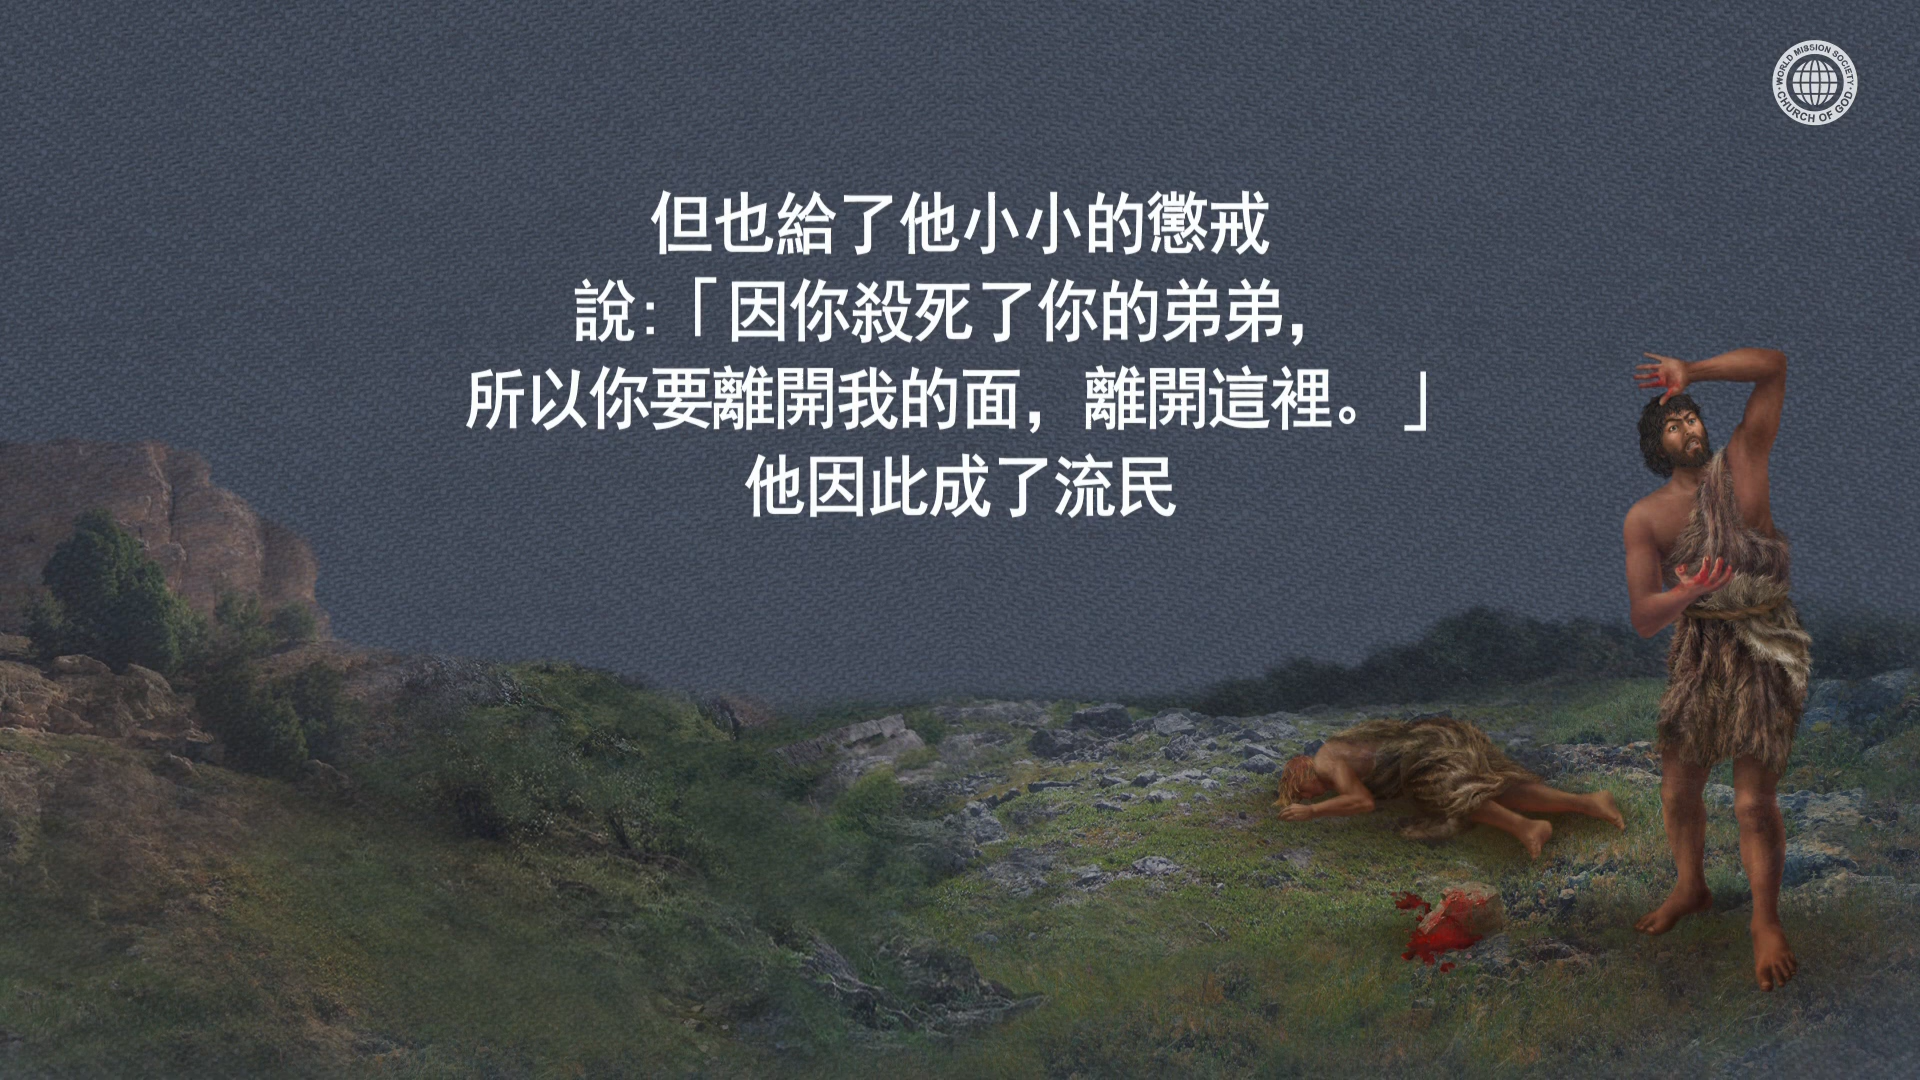 WORLD MISSION SOCIETY
CHURCH OF GOD
但也給了他小小的懲戒
說:「因你殺死了你的弟弟,
所以你要離開我的面,離開這裡。」
他因此成了流民